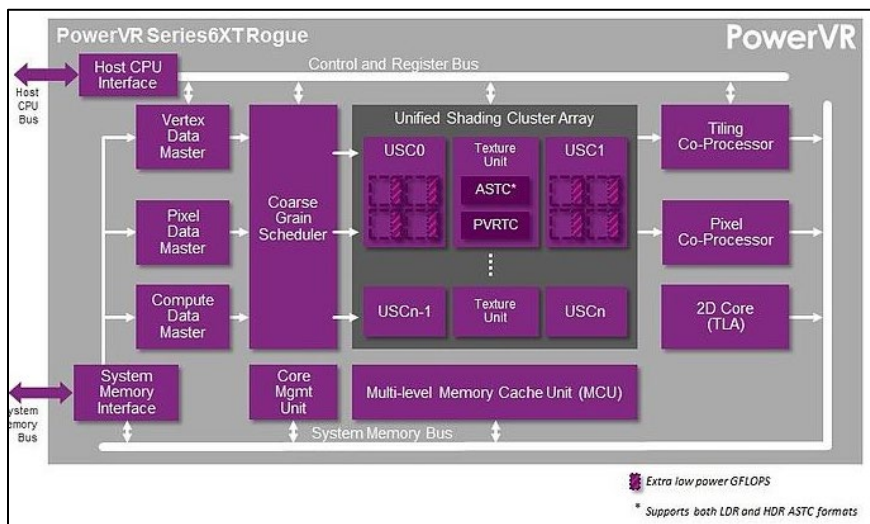 PowerVR Series6XT Rogue
PowerVR
Host CPU
Interface
Control and Register Bus
Host
CPU
Bus
Vertex
Data
Master
Pixel
Data
Master
Compute
Data
Master
Coarse
Grain
Scheduler
Unified Shading Cluster Array
USC0
Texture
Unit
ASTC*
PVRTC
USC1
USCn-1
Texture
Unit
USCn
Tiling
Co-Processor
Pixel
Co-Processor
2D Core
(TLA)
System
Memory
Interface
Core
Mgmt
Unit
Multi-level Memory Cache Unit (MCU)
ystem
emory
Bus
System Memory Bus
Extra low power GFLOPS
* Supports both LDR and HDR ASTC formats